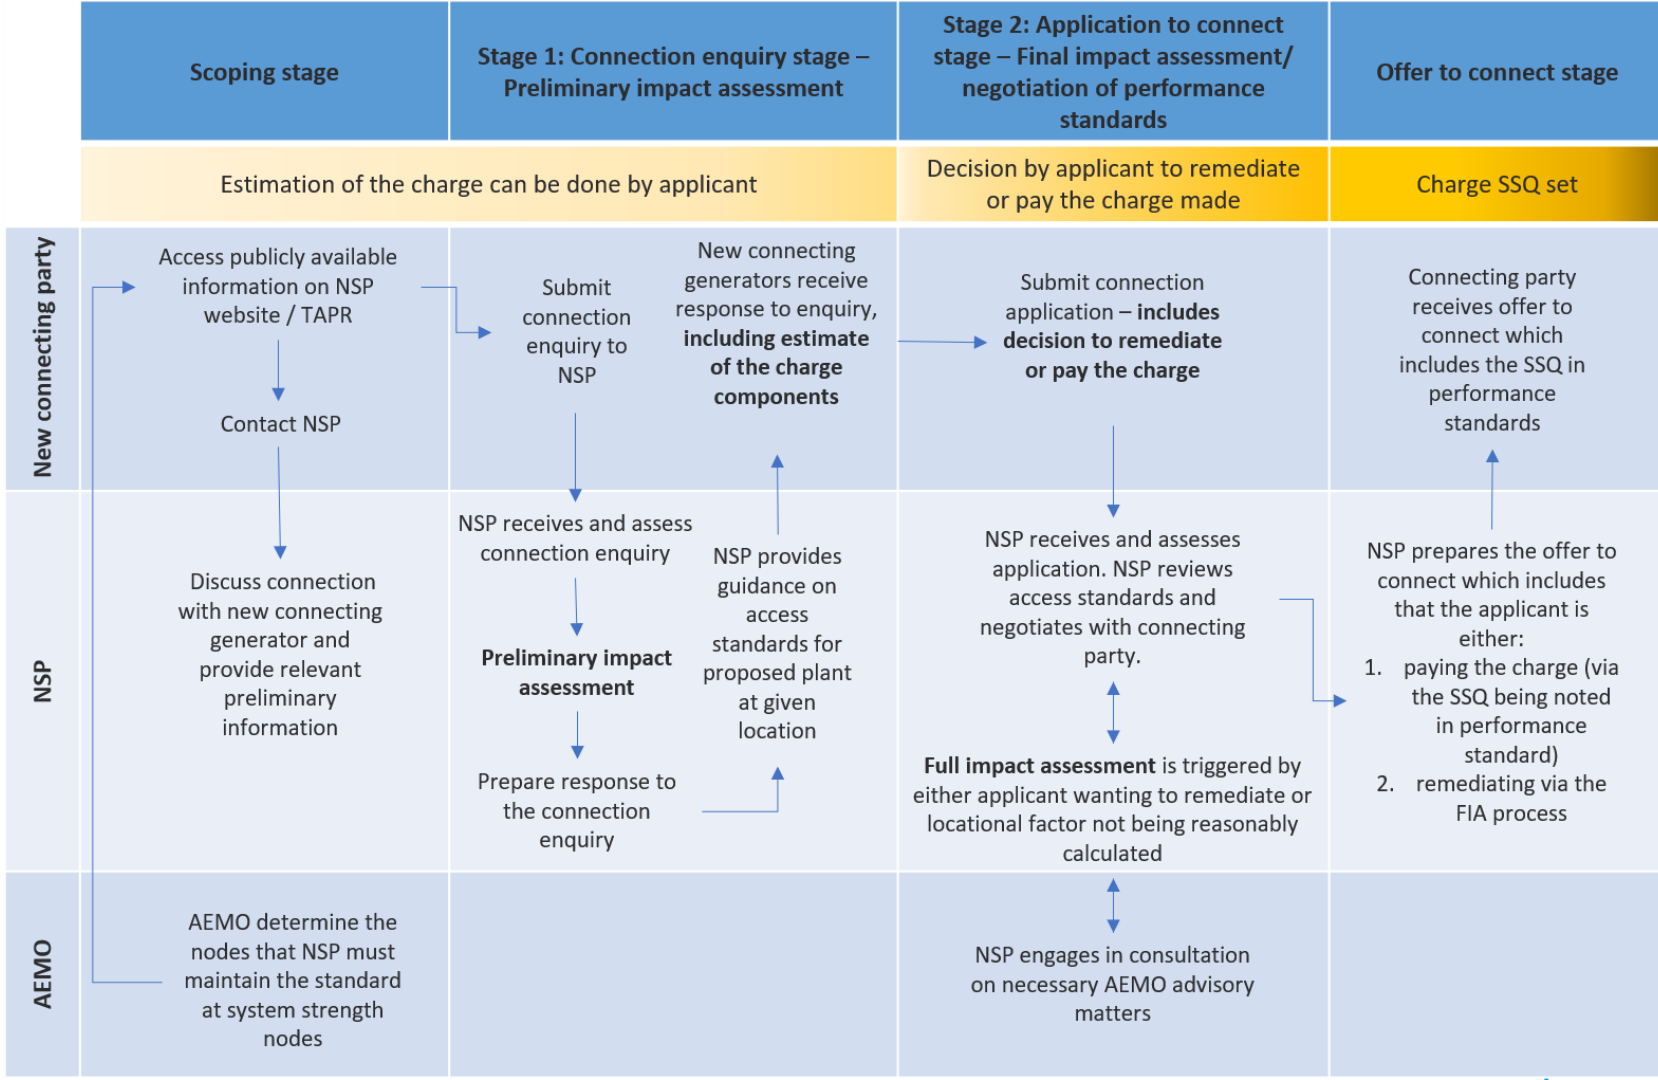 Scoping stage
Stage 1: Connection enquiry stage –
Preliminary impact assessment
Stage 2: Application to connect
stage – Final impact assessment/
negotiation of performance
standards
Offer to connect stage
Estimation of the charge can be done by applicant
Decision by applicant to remediate
or pay the charge made
Charge SSQ set
New connecting party
Access publicly available
information on NSP
website / TAPR
Contact NSP
Submit
connection
enquiry to
NSP
New connecting
generators receive
response to enquiry,
including estimate
of the charge
components
Submit connection
application – includes
decision to remediate
or pay the charge
Connecting party
receives offer to
connect which
includes the SSQ in
performance
standards
NSP
Discuss connection
with new connecting
generator and
provide relevant
preliminary
information
NSP receives and assess
connection enquiry
Preliminary impact
assessment
Prepare response to
the connection
enquiry
NSP provides
guidance on
access
standards for
proposed plant
at given
location
NSP receives and assesses
application. NSP reviews
access standards and
negotiates with connecting
party.
Full impact assessment is triggered by
either applicant wanting to remediate or
locational factor not being reasonably
calculated
NSP prepares the offer to
connect which includes
that the applicant is
either:
1. paying the charge (via
the SSQ being noted
in performance
standard)
2. remediating via the
FIA process
AEMO
AEMO determine the
nodes that NSP must
maintain the standard
at system strength
nodes
NSP engages in consultation
on necessary AEMO advisory
matters